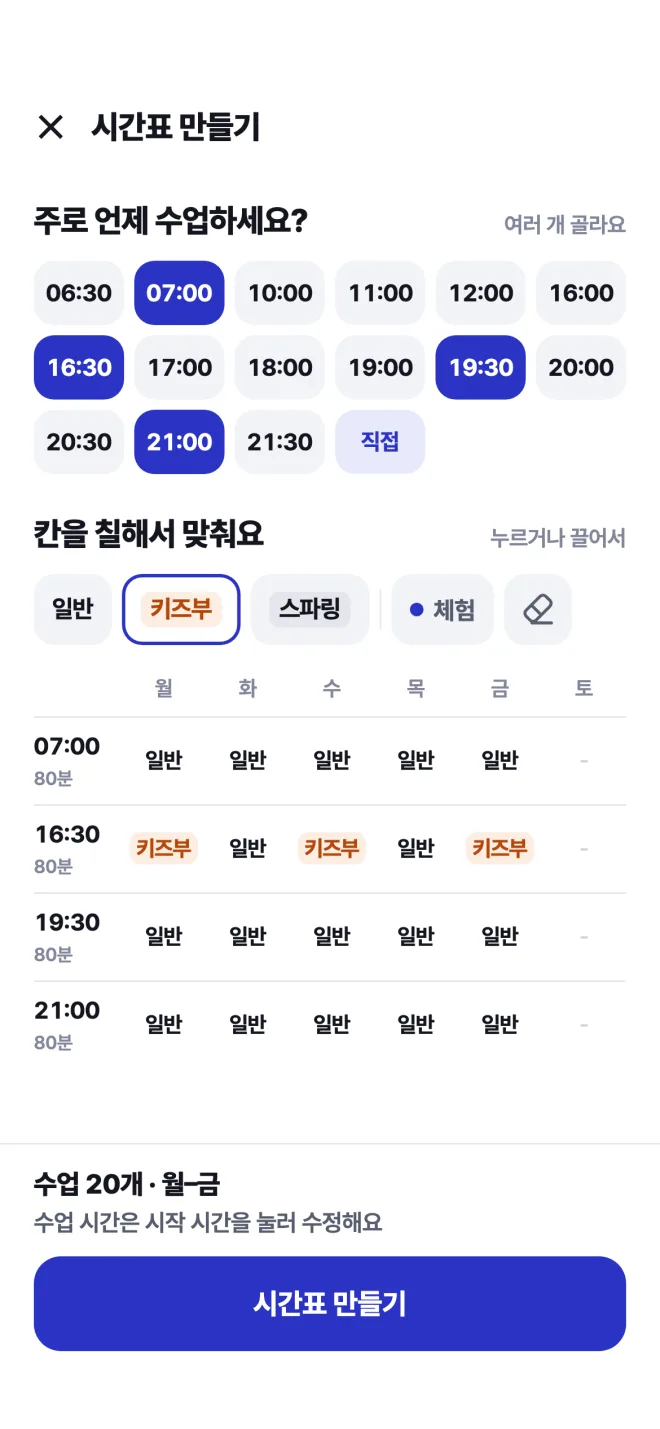 시간표 만들기
주로 언제 수업하세요? 여러 개 골라요
06:30 07:00 10:00 11:00 12:00 16:00
16:30 17:00 18:00 19:00 19:30 20:00
20:30 21:00 21:30 직접
칸을 칠해서 맞춰요 누르거나 끌어서
일반 키즈부 스파링 체험
월 화 수 목 금 토
07:00 일반 일반 일반 일반 일반 -
80분
16:30 키즈부 일반 키즈부 일반 키즈부 -
80분
19:30 일반 일반 일반 일반 일반 -
80분
21:00 일반 일반 일반 일반 일반 -
80분
수업 20개 · 월–금
수업 시간은 시작 시간을 눌러 수정해요
시간표 만들기